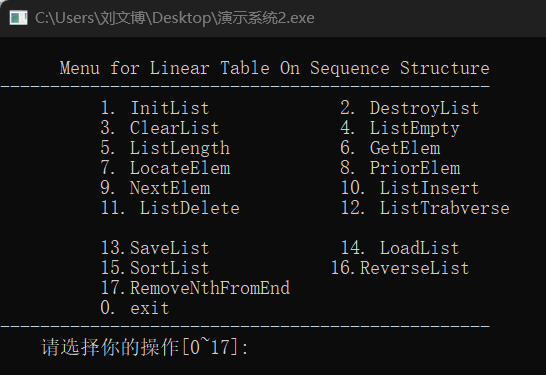 C:\Users\刘文博\Desktop\演示系统2.exe
Menu for Linear Table On Sequence Structure
-------------------------------------------------
1. InitList 2. DestroyList
3. ClearList 4. ListEmpty
5. ListLength 6. GetElem
7. LocateElem 8. PriorElem
9. NextElem 10. ListInsert
11. ListDelete 12. ListTrabverse
13.SaveList 14. LoadList
15.SortList 16.ReverseList
17.RemoveNthFromEnd
0. exit
-------------------------------------------------
请选择你的操作[0~17]: